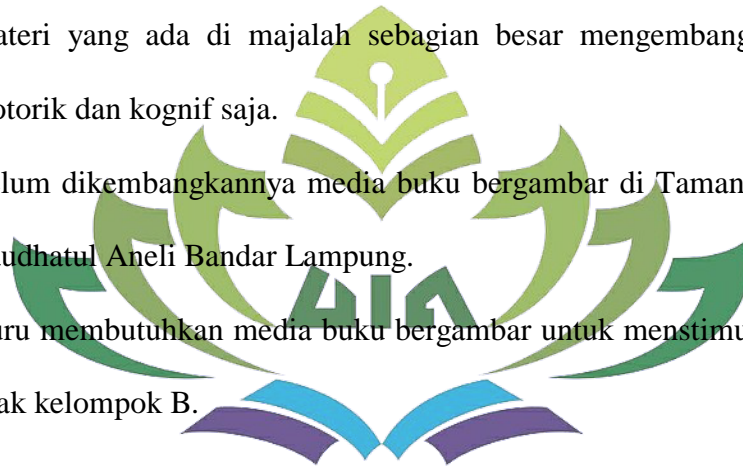 ateri yang ada di majalah sebagian besar mengembang
otorik dan kognif saja.
lum dikembangkannya media buku bergambar di Taman
udhatul Aneli Bandar Lampung.
UIN
uru membutuhkan media buku bergambar untuk menstimu
ak kelompok B.